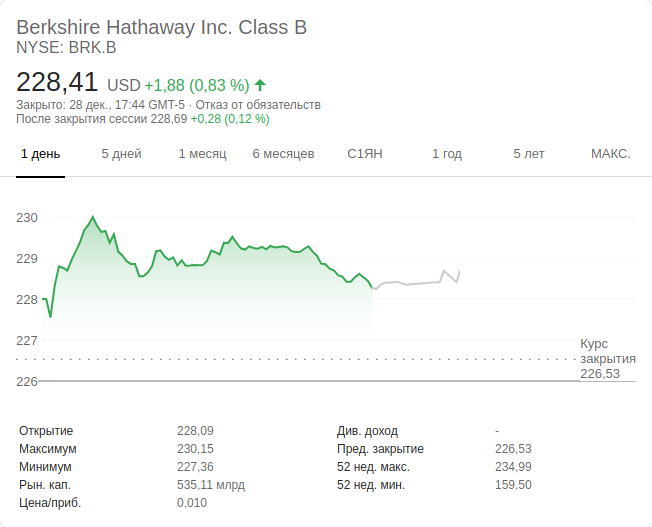 Berkshire Hathaway Inc. Class B
NYSE: BRK.B
228,41 USD +1,88 (0,83 %)
Закрыто: 28 дек., 17:44 GMT-5 · Отказ от обязательств
После закрытия сессии 228,69 +0,28 (0,12 %)
1 день 5 дней 1 месяц 6 месяцев С1ЯН 1 год 5 лет МАКС.
230
229
228
227
226
Курс
закрытия
226,53
Открытие 228,09 Див. доход -
Максимум 230,15 Пред. закрытие 226,53
Минимум 227,36 52 нед. макс. 234,99
Рын. кап. 535,11 млрд 52 нед. мин. 159,50
Цена/приб. 0,010